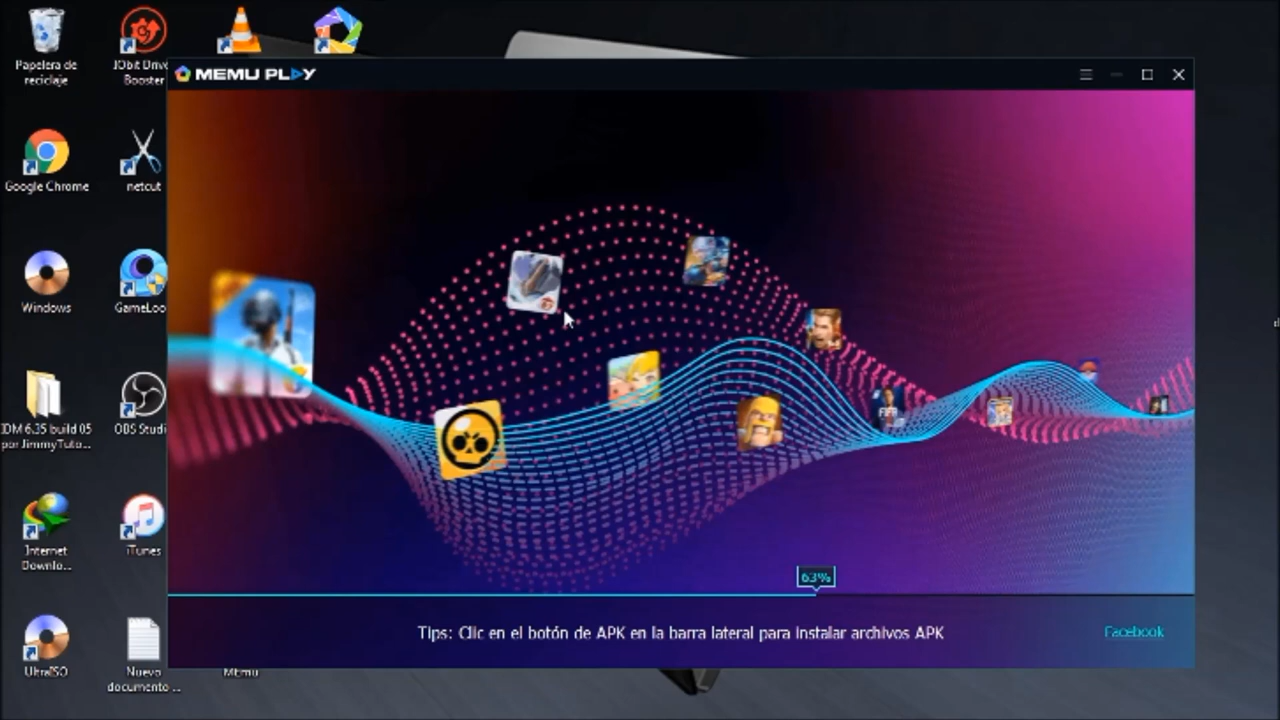 Papelera de
reciclaje
IObit Drive
Booster
MEMU PLAY
Google Chrome
netcut
Windows
GameLoo
IDM 6.35 build 05
por JimmyTuto...
OBS Studi
FIFA
Internet
Downlo...
iTunes
63%
Tips: Clic en el botón de APK en la barra lateral para instalar archivos APK
Facebook
UltraISO
Nuevo
documento ...
MEmu